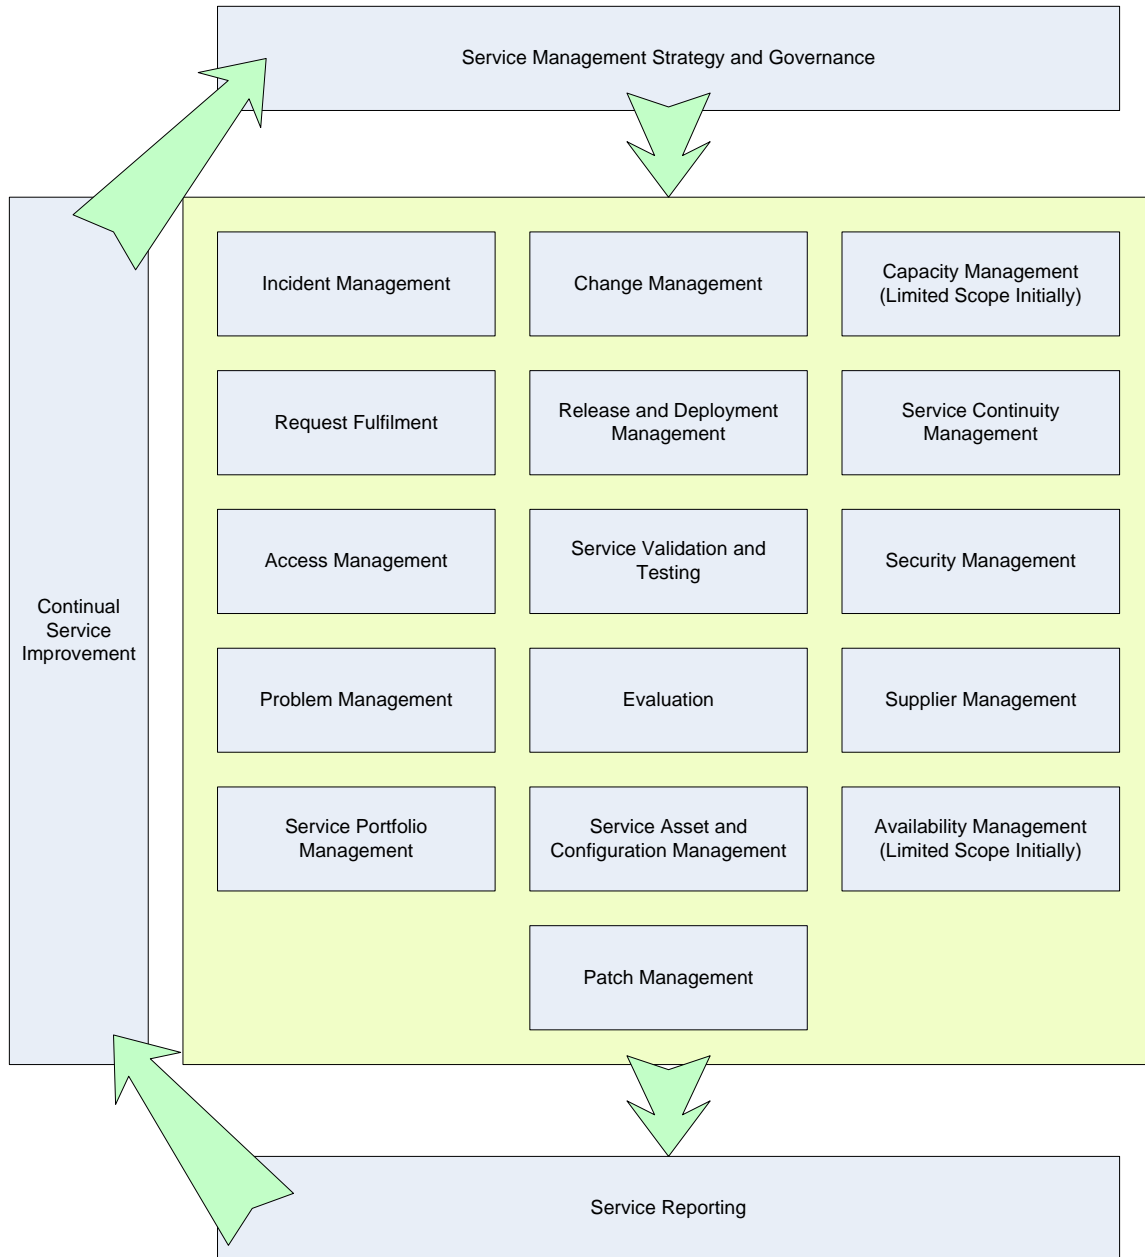 Service Management Strategy and Governance
Incident Management
Change Management
Capacity Management
(Limited Scope Initially)
Request Fulfilment
Release and Deployment
Management
Service Continuity
Management
Access Management
Service Validation and
Testing
Security Management
Continual
Service
Improvement
Problem Management
Evaluation
Supplier Management
Service Portfolio
Management
Service Asset and
Configuration Management
Availability Management
(Limited Scope Initially)
Patch Management
Service Reporting